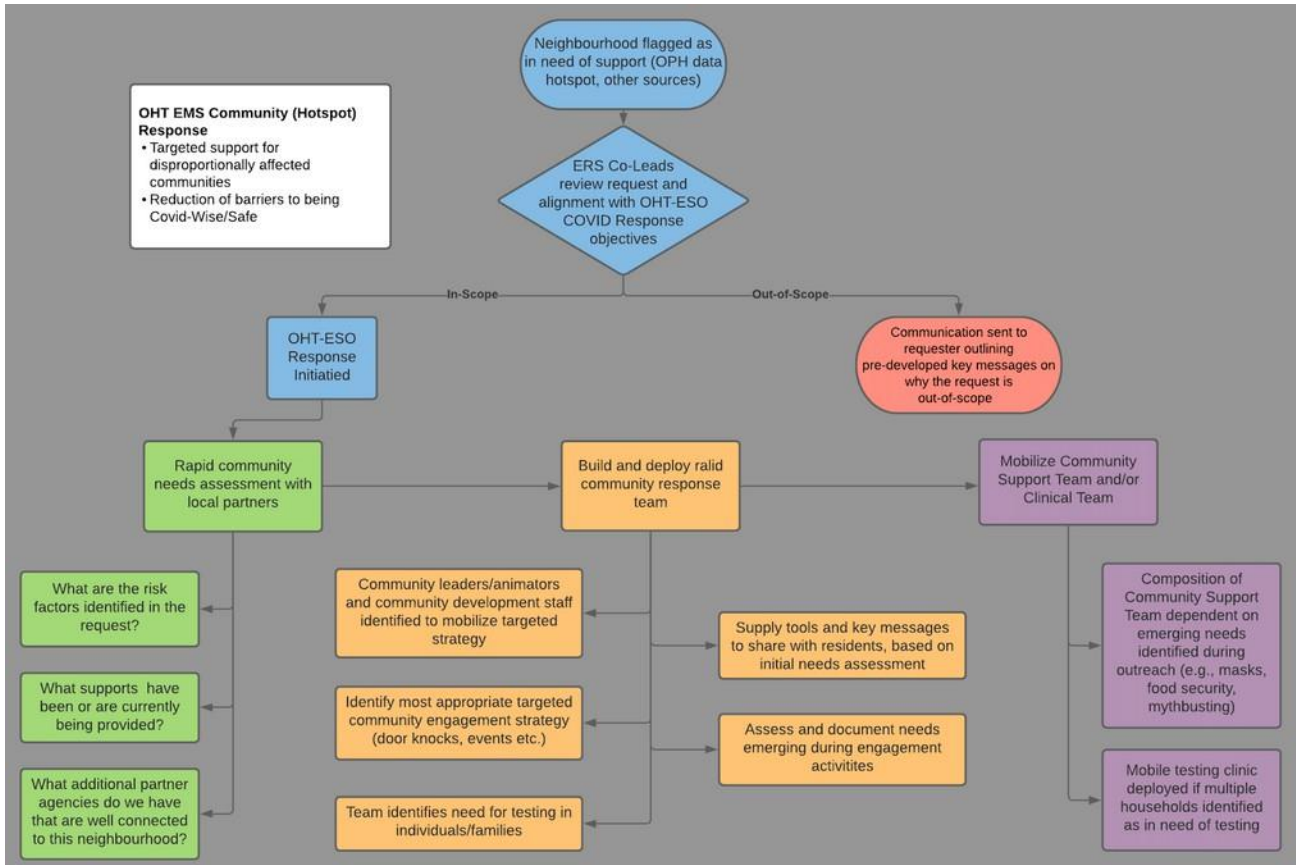 Neighbourhood flagged as
in need of support (OPH data
hotspot, other sources)
OHT EMS Community (Hotspot)
Response
• Targeted support for
disproportionally affected
communities
• Reduction of barriers to being
Covid-Wise/Safe
ERS Co-Leads
review request and
alignment with OHT-ESO
COVID Response
objectives
In-Scope
Out-of-Scope
OHT-ESO
Response
Initiatied
Communication sent to
requester outlining
pre-developed key messages on
why the request is
out-of-scope
Rapid community
needs assessment with
local partners
Build and deploy ralid
community response
team
Mobilize Community
Support Team and/or
Clinical Team
What are the risk
factors identified in the
request?
What supports have
been or are currently
being provided?
What additional partner
agencies do we have
that are well connected
to this neighbourhood?
Community leaders/animators
and community development staff
identified to mobilize targeted
strategy
Identify most appropriate targeted
community engagement strategy
(door knocks, events etc.)
Team identifies need for testing in
individuals/families
Supply tools and key messages
to share with residents, based on
initial needs assessment
Assess and document needs
emerging during engagement
activitites
Composition of
Community Support
Team dependent on
emerging needs
identified during
outreach (e.g., masks,
food security,
mythbusting)
Mobile testing clinic
deployed if multiple
households identified
as in need of testing